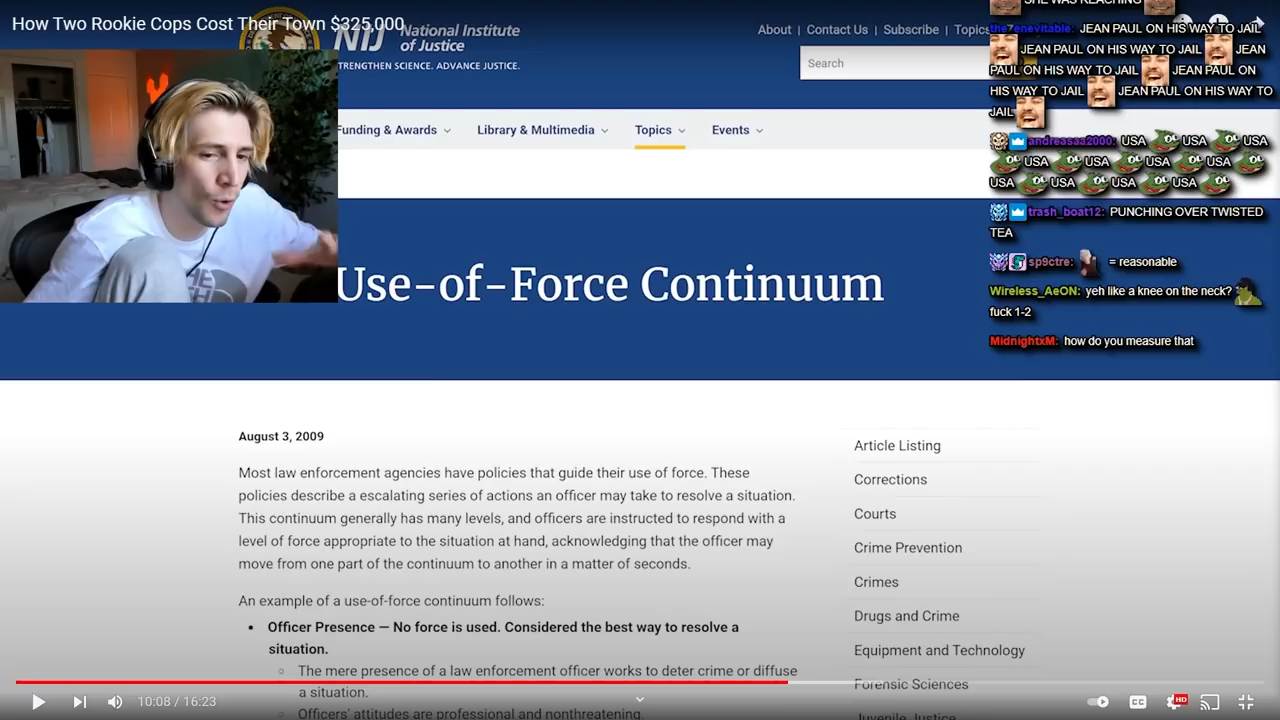 How Two Rookie Cops Cost Their Town $325,000
NIJ
National Institute
of Justice
STRENGTHEN SCIENCE. ADVANCE JUSTICE.
About | Contact Us | Subscribe | Topics
Search
Funding & Awards
Library & Multimedia
Topics
Events
Use-of-Force Continuum
August 3, 2009
Most law enforcement agencies have policies that guide their use of force. These
policies describe a escalating series of actions an officer may take to resolve a situation.
This continuum generally has many levels, and officers are instructed to respond with a
level of force appropriate to the situation at hand, acknowledging that the officer may
move from one part of the continuum to another in a matter of seconds.
An example of a use-of-force continuum follows:
• Officer Presence — No force is used. Considered the best way to resolve a
situation.
The mere presence of a law enforcement officer works to deter crime or diffuse
a situation.
Officers' attitudes are professional and nonthreatening.
Article Listing
Corrections
Courts
Crime Prevention
Crimes
Drugs and Crime
Equipment and Technology
Forensic Sciences
Juvenile Justice
SHE WAS REACHING
the_enevitable: JEAN PAUL ON HIS WAY TO JAIL
JEAN PAUL ON HIS WAY TO JAIL JEAN
PAUL ON HIS WAY TO JAIL JEAN PAUL ON
HIS WAY TO JAIL JEAN PAUL ON HIS WAY TO
JAIL
andreasaa2000: USA USA USA
USA USA USA USA
USA USA USA USA
trash_boat12: PUNCHING OVER TWISTED
TEA
sp9ctre: = reasonable
Wireless_AeON: yeh like a knee on the neck?
fuck 1-2
MidnightxM: how do you measure that
10:08 / 16:23
CC
HD